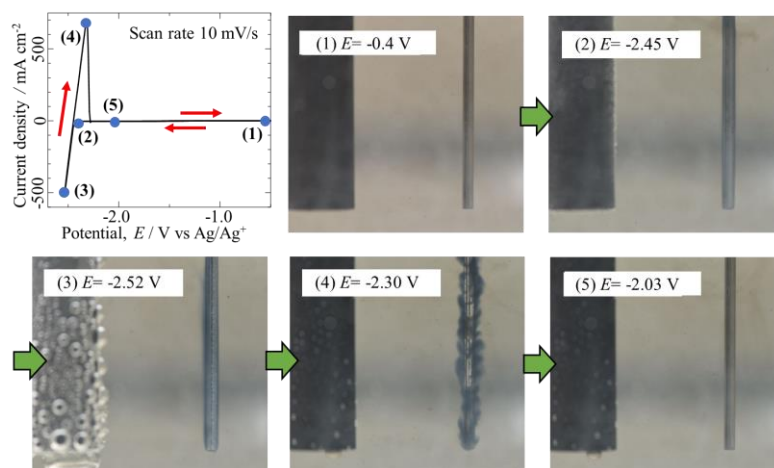 Scan rate 10 mV/s
(4)
(5)
(2)
(1)
(3)
500
0
-500
Current density / mA cm⁻²
-2.0
-1.0
Potential, E / V vs Ag/Ag⁺
(1) E= -0.4 V
(2) E= -2.45 V
(3) E= -2.52 V
(4) E= -2.30 V
(5) E= -2.03 V